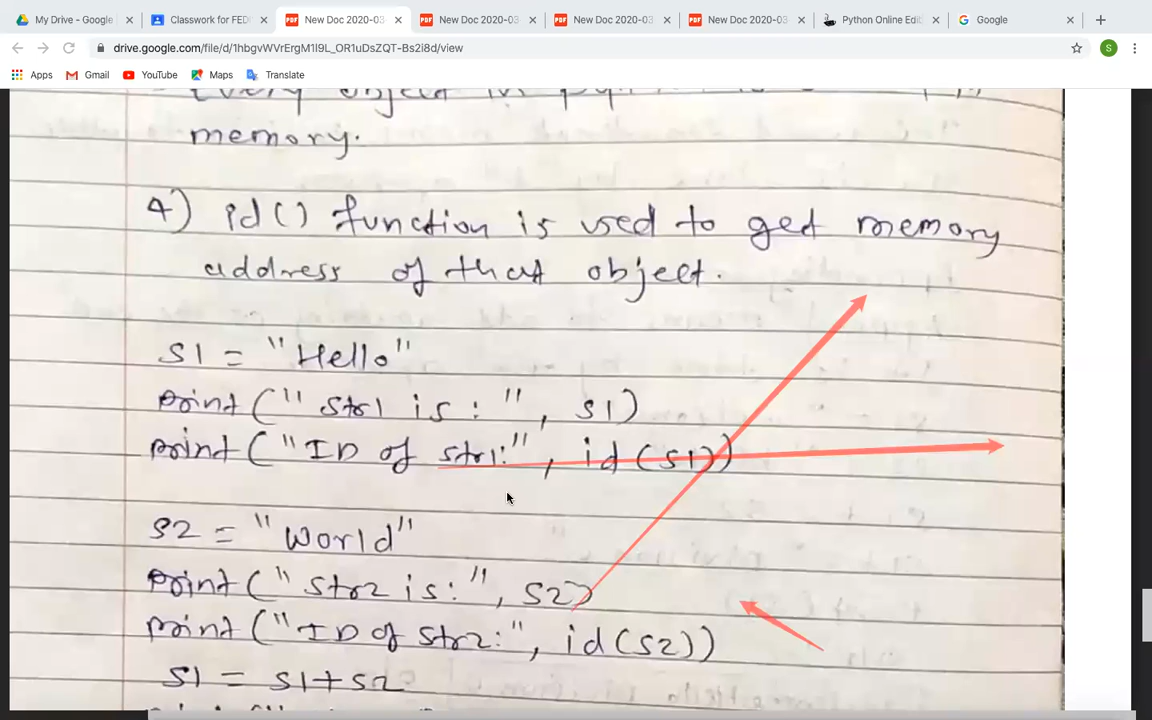 My Drive - Google
Classwork for FED
New Doc 2020-03
New Doc 2020-03
New Doc 2020-03
New Doc 2020-03
Python Online Edit
Google
drive.google.com/file/d/1hbgvWVrErgM1l9L_OR1uDsZQT-Bs2i8d/view
S
Apps
Gmail
YouTube
Maps
Translate
Every object in
memory.
4) id() function is used to get memory
address of that object.
S1 = "Hello"
print (" Str1 is : ", S1)
print ( "ID of str1:", id (S1))
S2 = "World"
print (" Str2 is:", S2)
print ("ID of Str2:", id(S2))
S1 = S1+S2